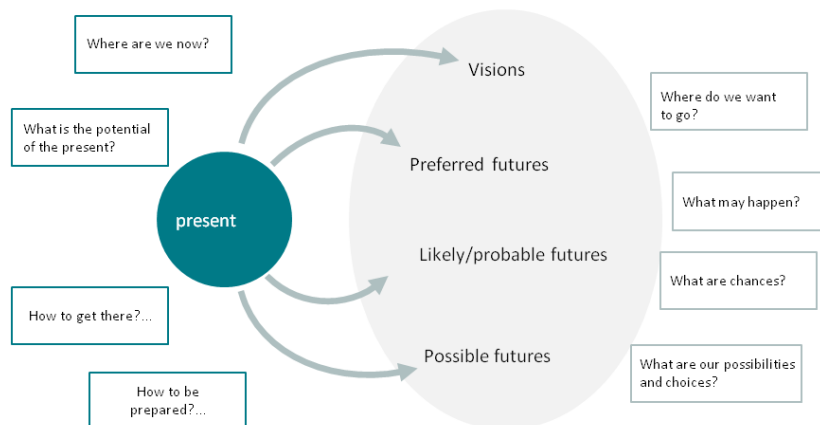 Where are we now?
What is the potential
of the present?
present
How to get there?...
How to be
prepared?...
Visions
Preferred futures
Likely/probable futures
Possible futures
Where do we want
to go?
What may happen?
What are chances?
What are our possibilities
and choices?